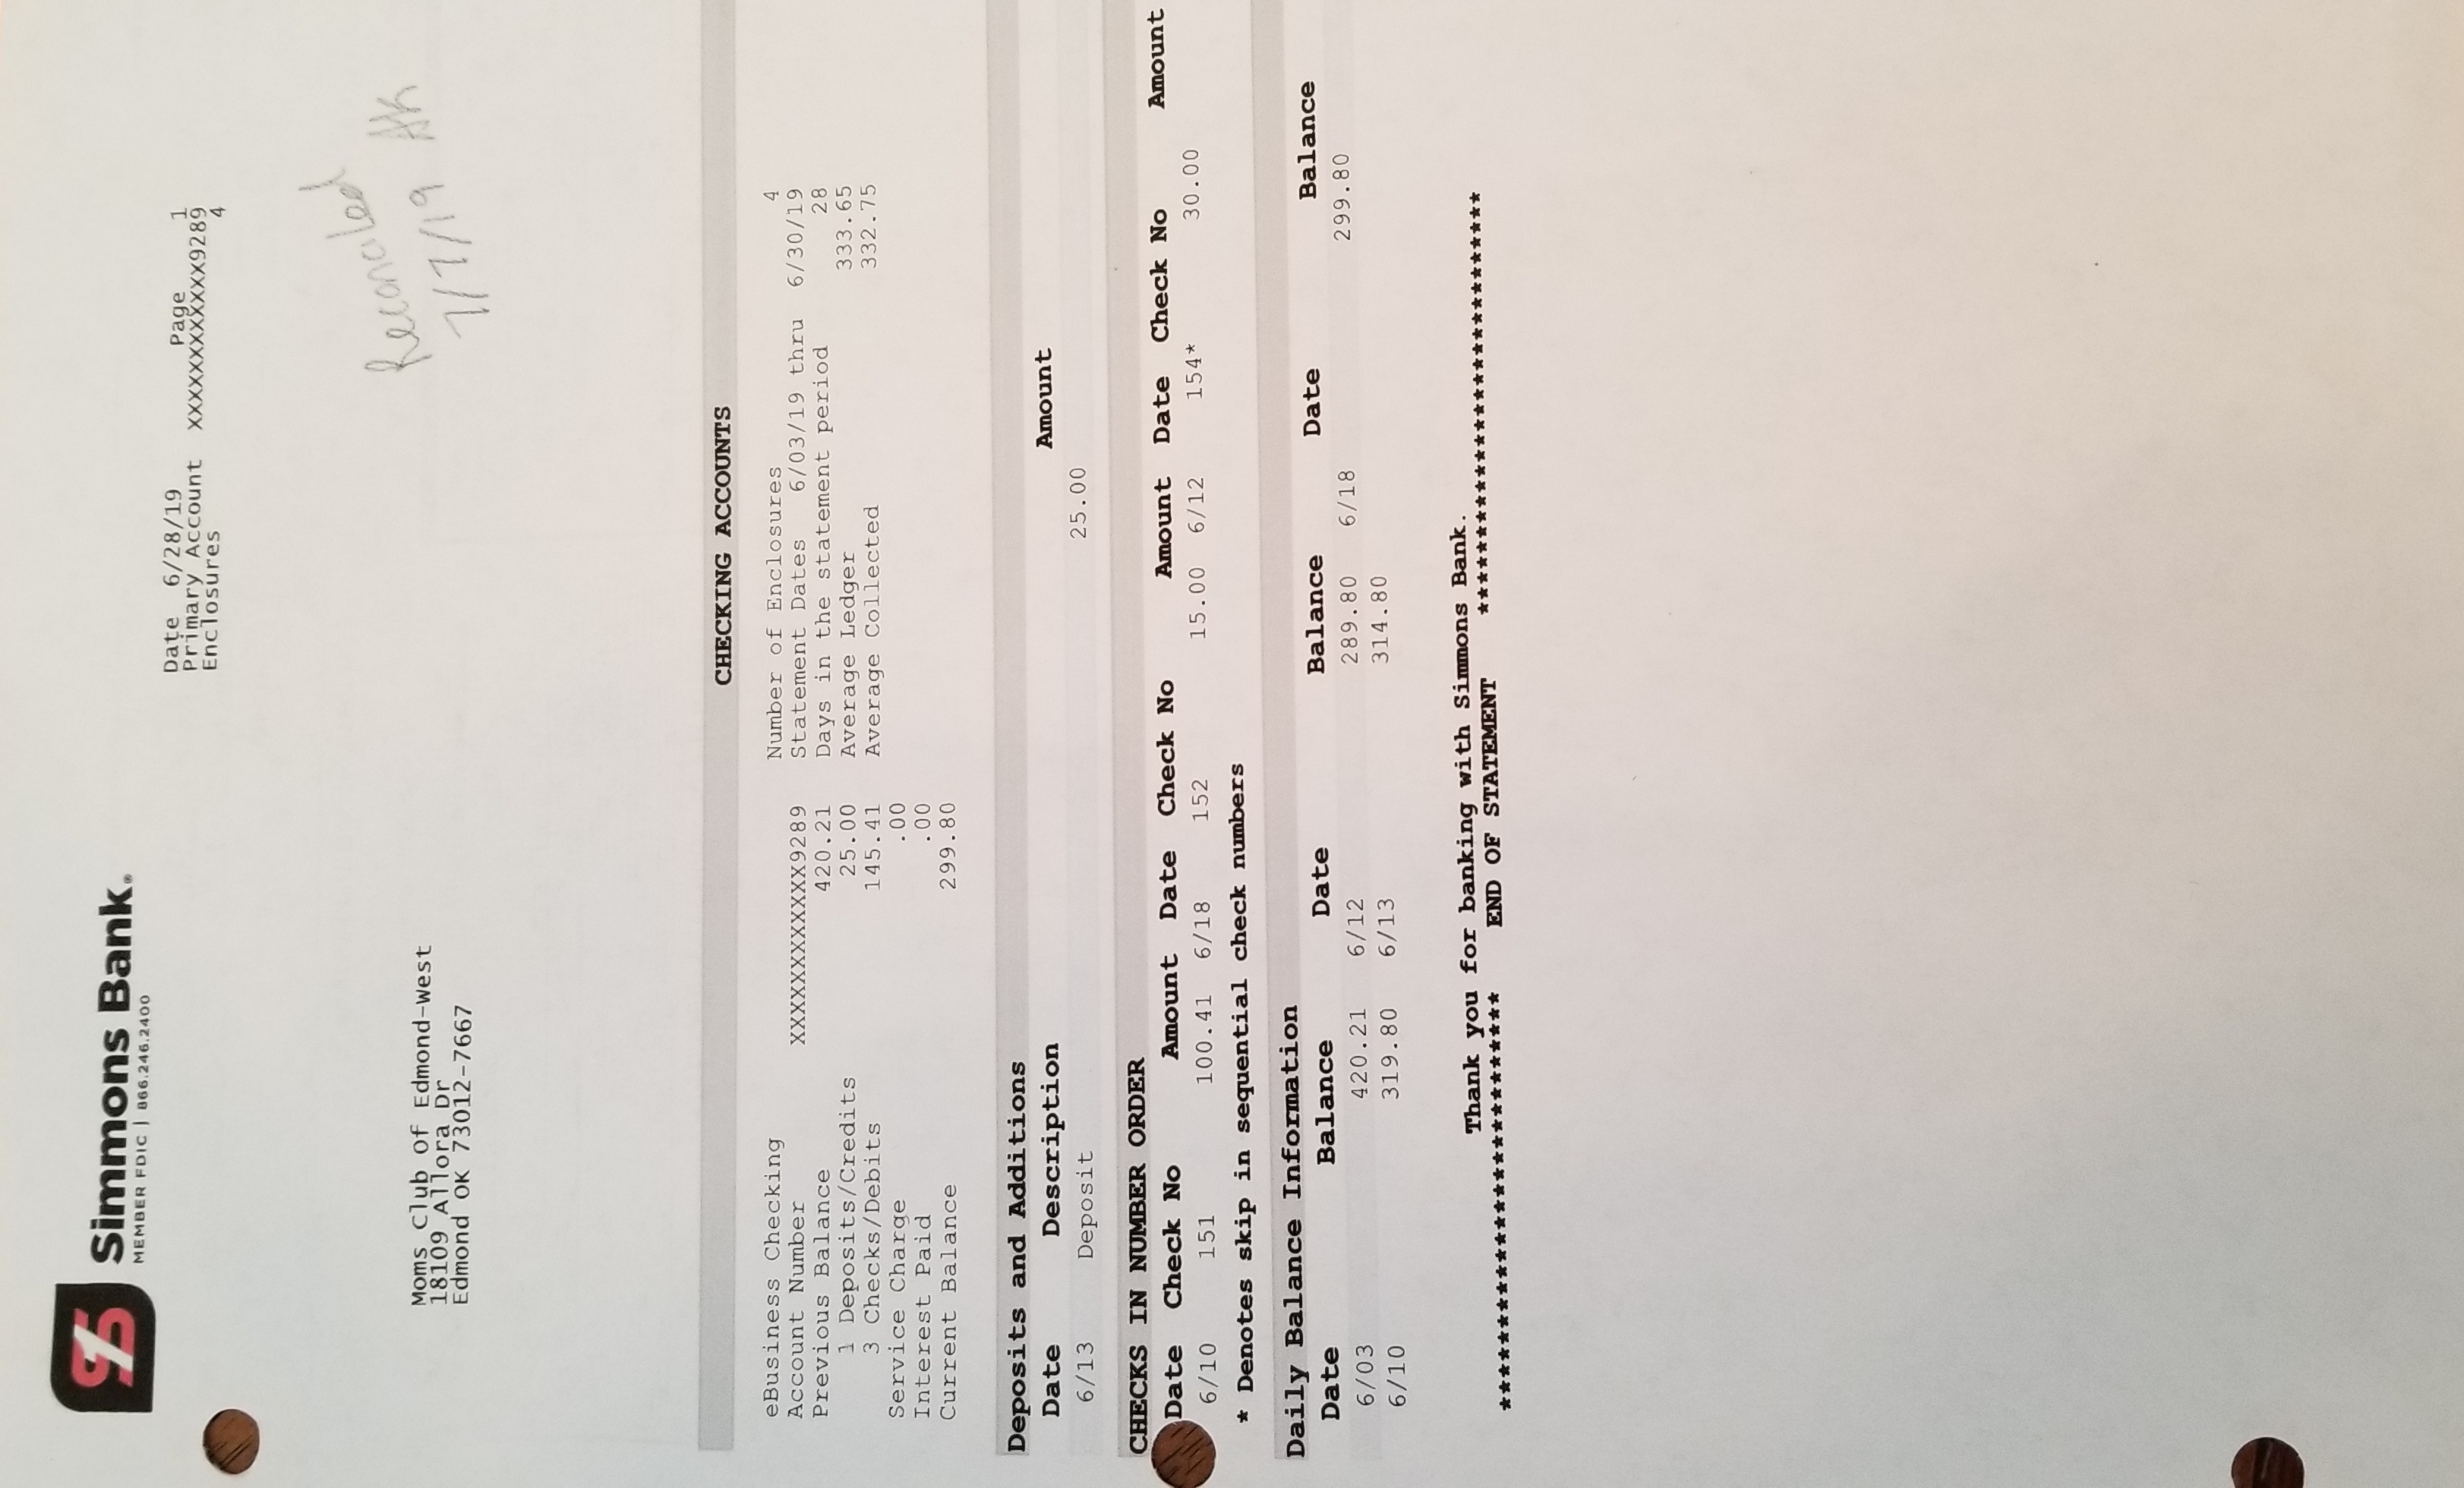 Simmons Bank®
MEMBER FDIC | 866.246.2400
Date 6/28/19 Page 1
Primary Account XXXXXXXXXXXX9289
Enclosures 4
Reconciled
7/7/19 AK
Moms Club Of Edmond-West
18109 Allora Dr
Edmond OK 73012-7667
CHECKING ACCOUNTS
eBusiness Checking Number of Enclosures 4
Account Number XXXXXXXXXXXX9289 Statement Dates 6/03/19 thru 6/30/19
Previous Balance 420.21 Days in the statement period 28
1 Deposits/Credits 25.00 Average Ledger 333.65
3 Checks/Debits 145.41 Average Collected 332.75
Service Charge .00
Interest Paid .00
Current Balance 299.80
Deposits and Additions
Date Description Amount
6/13 Deposit 25.00
CHECKS IN NUMBER ORDER
Date Check No Amount Date Check No Amount Date Check No Amount
6/10 151 100.41 6/18 152 15.00 6/12 154* 30.00
* Denotes skip in sequential check numbers
Daily Balance Information
Date Balance Date Balance Date Balance
6/03 420.21 6/12 289.80 6/18 299.80
6/10 319.80 6/13 314.80
Thank you for banking with Simmons Bank.
************************** END OF STATEMENT ***************************